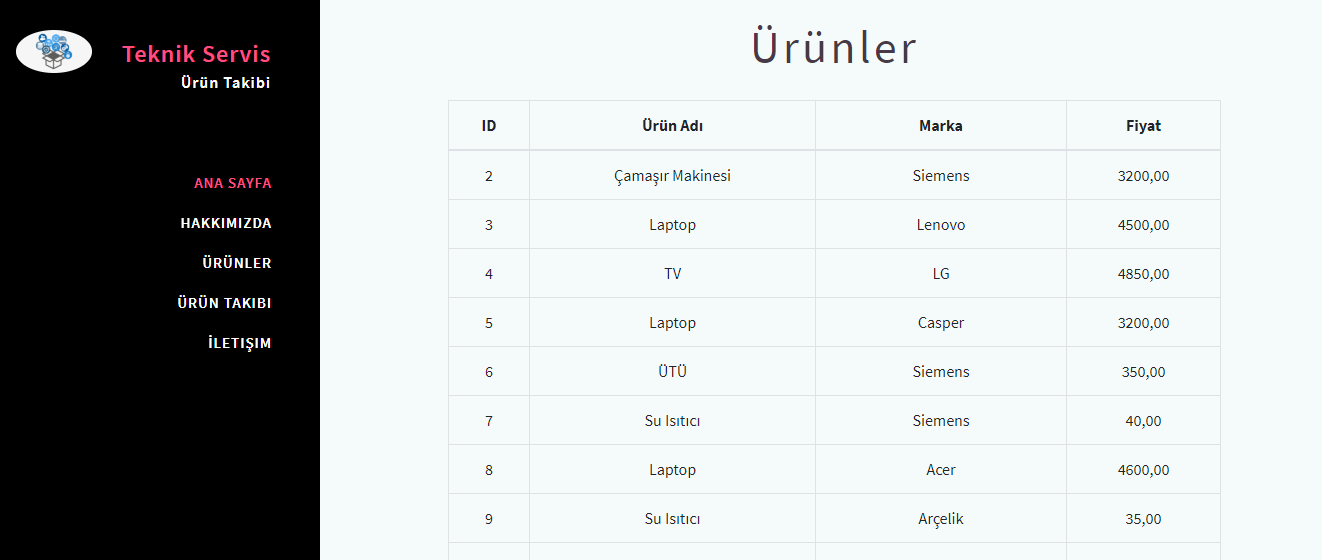 Teknik Servis
Ürün Takibi
ANA SAYFA
HAKKIMIZDA
ÜRÜNLER
ÜRÜN TAKIBI
İLETIŞIM
Ürünler
ID Ürün Adı Marka Fiyat
2 Çamaşır Makinesi Siemens 3200,00
3 Laptop Lenovo 4500,00
4 TV LG 4850,00
5 Laptop Casper 3200,00
6 ÜTÜ Siemens 350,00
7 Su Isıtıcı Siemens 40,00
8 Laptop Acer 4600,00
9 Su Isıtıcı Arçelik 35,00